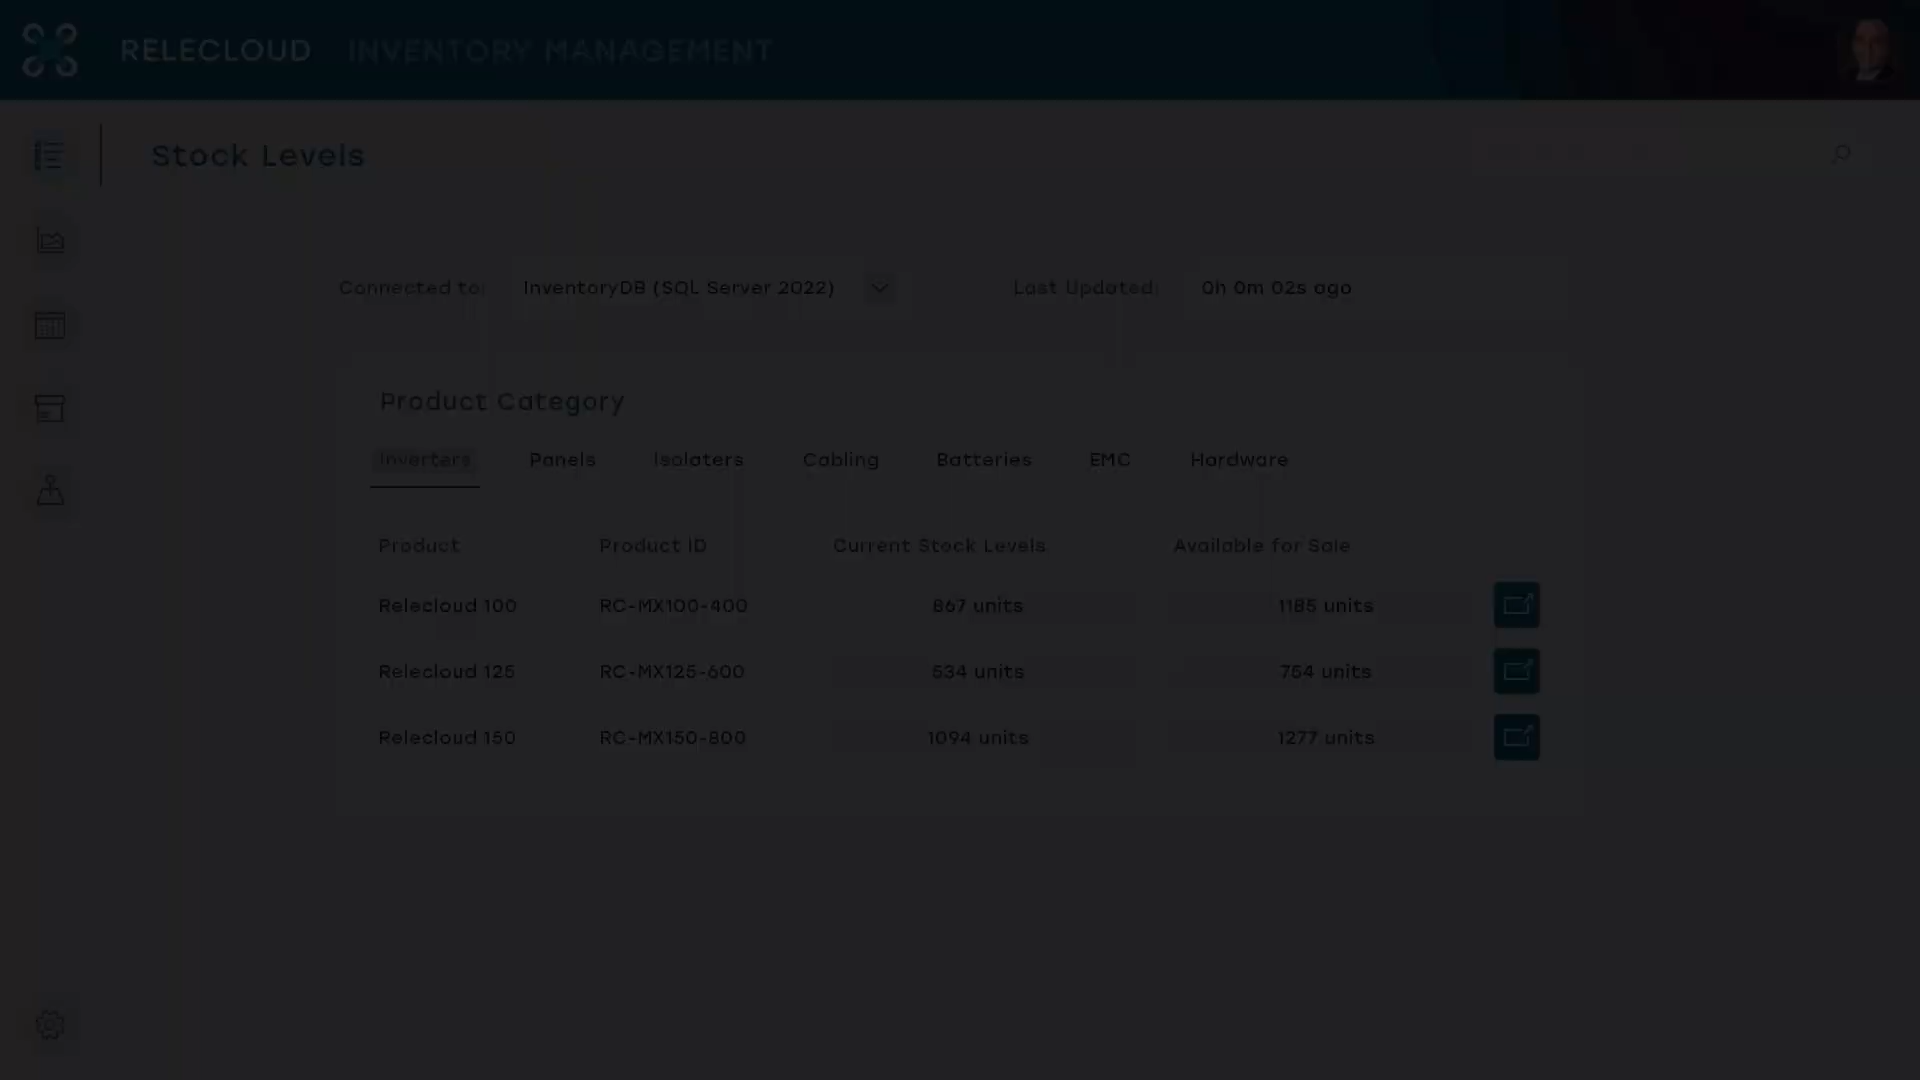 RELECLOUD INVENTORY MANAGEMENT
Stock Levels
Connected to: InventoryDB (SQL Server 2022) Last Updated: 0h 0m 02s ago
Product Category
Inverters Panels Isolaters Cabling Batteries EMC Hardware
Product Product ID Current Stock Levels Available for Sale
Relecloud 100 RC-MX100-400 867 units 1185 units
Relecloud 125 RC-MX125-600 534 units 754 units
Relecloud 150 RC-MX150-800 1094 units 1277 units